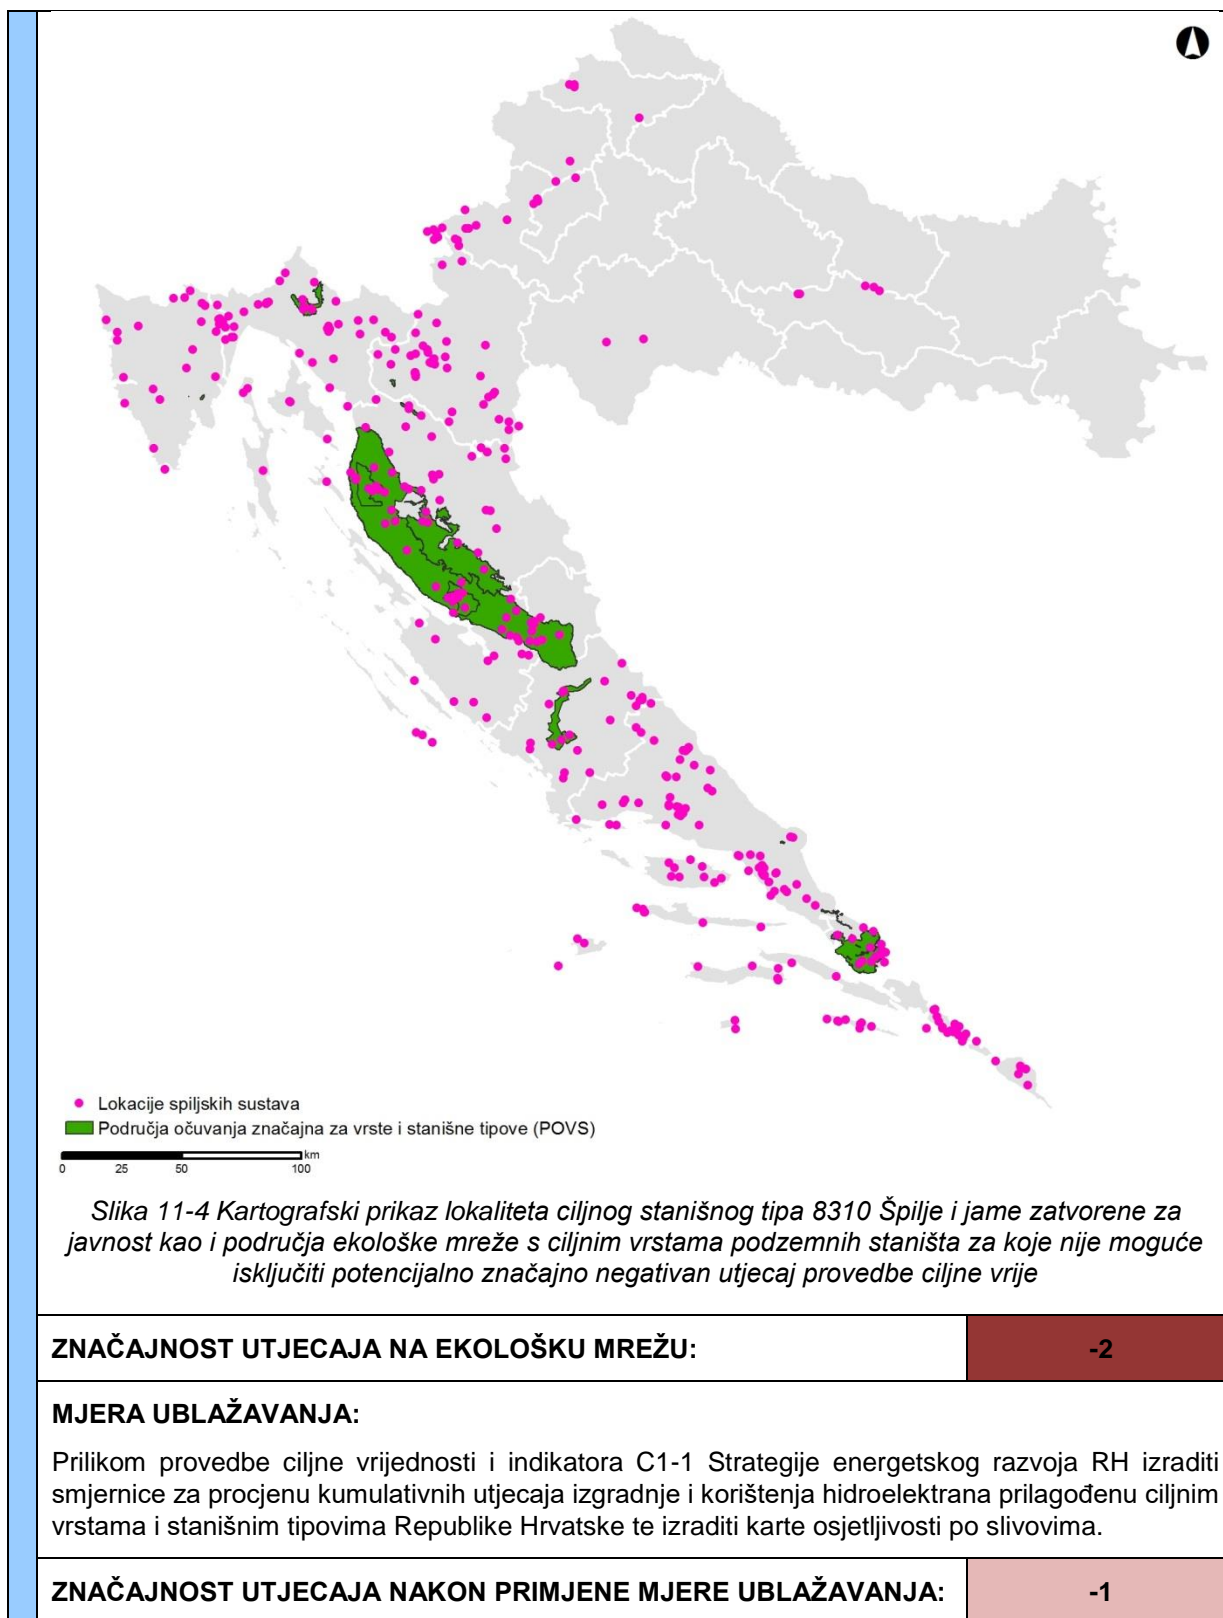 Lokacije spiljskih sustava
Područja očuvanja značajna za vrste i stanišne tipove (POVS)
km
0 25 50 100
Slika 11-4 Kartografski prikaz lokaliteta ciljnog stanišnog tipa 8310 Špilje i jame zatvorene za
javnost kao i područja ekološke mreže s ciljnim vrstama podzemnih staništa za koje nije moguće
isključiti potencijalno značajno negativan utjecaj provedbe ciljne vrije
ZNAČAJNOST UTJECAJA NA EKOLOŠKU MREŽU:
-2
MJERA UBLAŽAVANJA:
Prilikom provedbe ciljne vrijednosti i indikatora C1-1 Strategije energetskog razvoja RH izraditi
smjernice za procjenu kumulativnih utjecaja izgradnje i korištenja hidroelektrana prilagođenu ciljnim
vrstama i stanišnim tipovima Republike Hrvatske te izraditi karte osjetljivosti po slivovima.
ZNAČAJNOST UTJECAJA NAKON PRIMJENE MJERE UBLAŽAVANJA:
-1